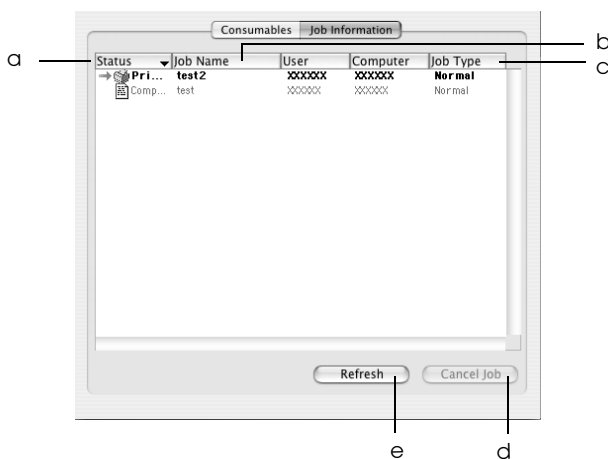 Consumables Job Information
a b
Status Job Name User Computer Job Type c
Pri... test2 XXXXXX XXXXXX Normal
Comp... test XXXXXX XXXXXX Normal
Refresh Cancel Job
e d